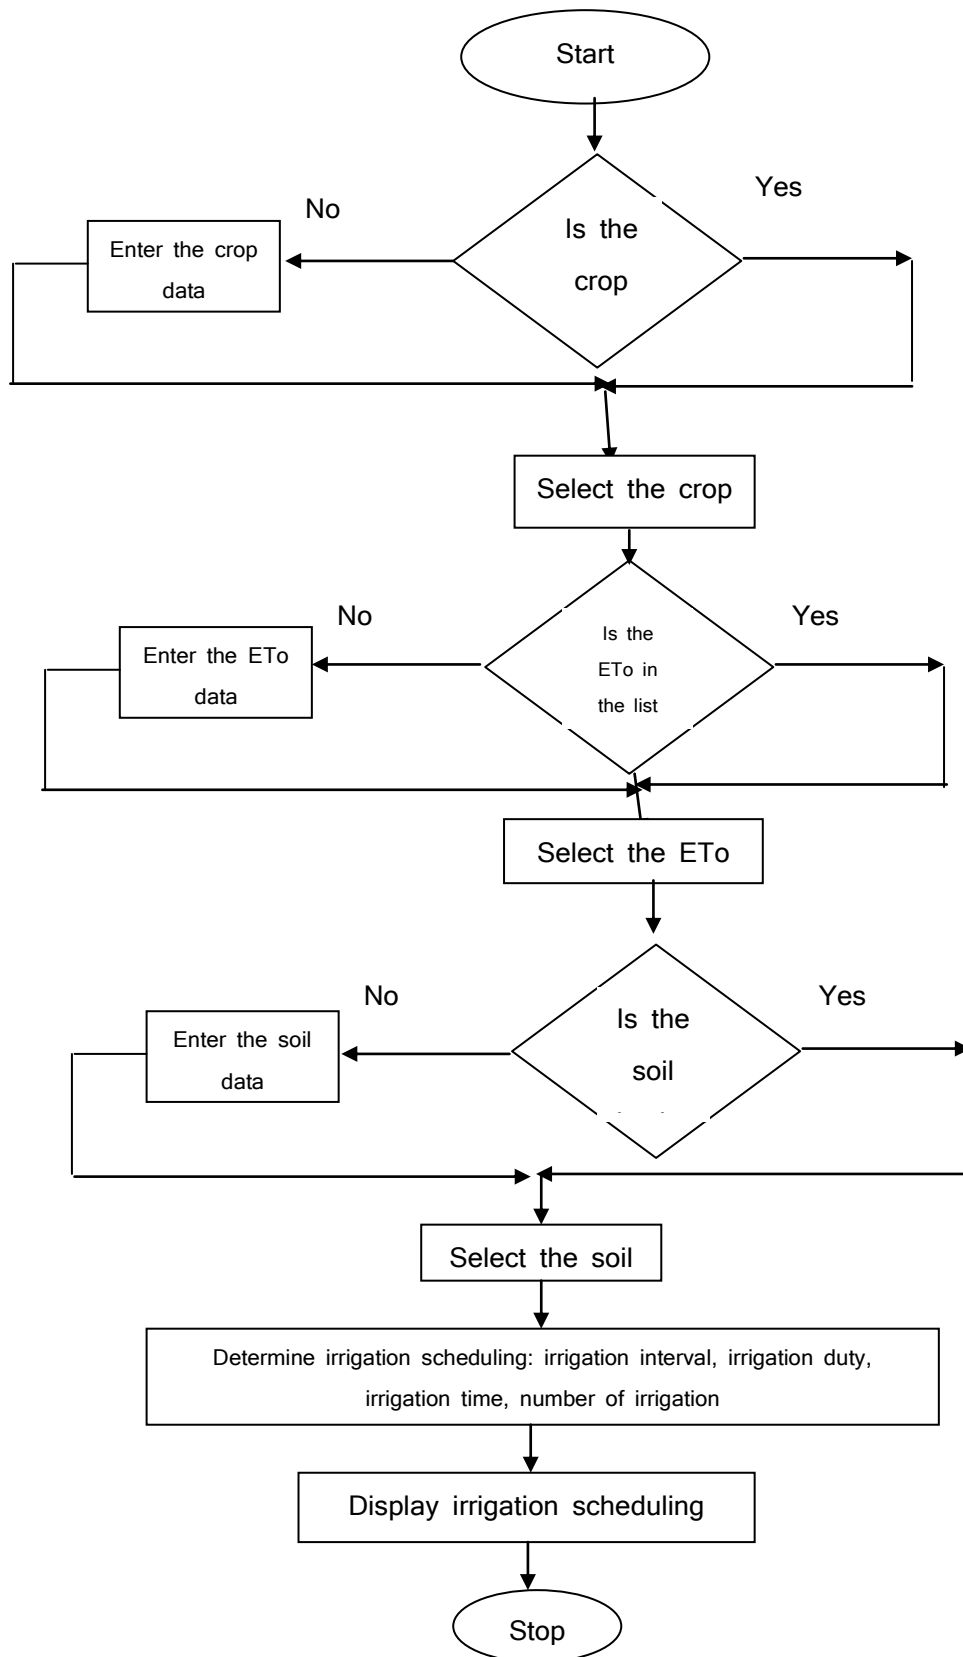 Start
Yes
No
Is the
crop
Enter the crop
data
Select the crop
No
Yes
Is the
ETo in
the list
Enter the ETo
data
Select the ETo
No
Yes
Is the
soil
Enter the soil
data
Select the soil
Determine irrigation scheduling: irrigation interval, irrigation duty,
irrigation time, number of irrigation
Display irrigation scheduling
Stop